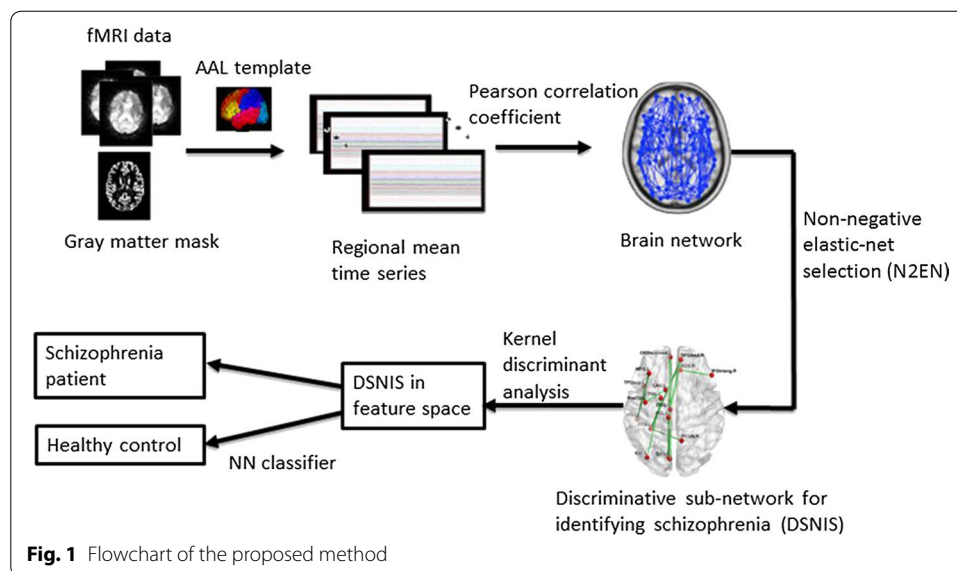 fMRI data
AAL template
Pearson correlation
coefficient
Gray matter mask
Regional mean
time series
Brain network
Non-negative
elastic-net
selection (N2EN)
Kernel
discriminant
analysis
Schizophrenia
patient
DSNIS in
feature space
Healthy control
NN classifier
Discriminative sub-network for
identifying schizophrenia (DSNIS)
Fig. 1 Flowchart of the proposed method